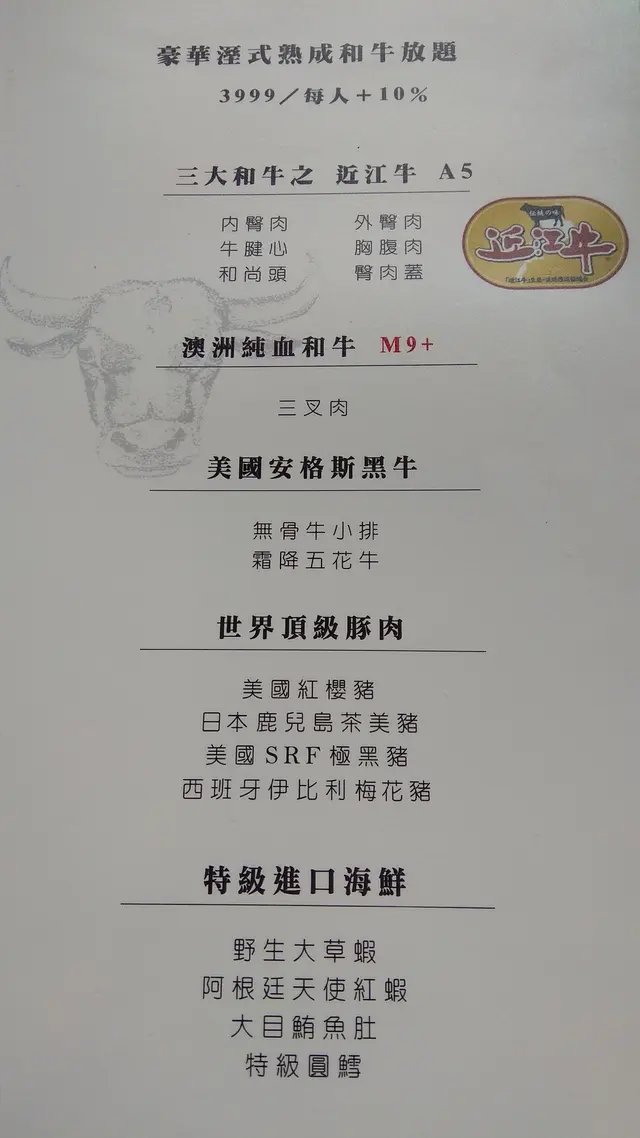 豪華溼式熟成和牛放題
3999／每人＋10%
三大和牛之 近江牛 A5
內臀肉 外臀肉
牛腱心 胸腹肉
和尚頭 臀肉蓋
伝統の味
近江牛
澳洲純血和牛 M9+
三叉肉
美國安格斯黑牛
無骨牛小排
霜降五花牛
世界頂級豚肉
美國紅櫻豬
日本鹿兒島茶美豬
美國SRF極黑豬
西班牙伊比利梅花豬
特級進口海鮮
野生大草蝦
阿根廷天使紅蝦
大目鮪魚肚
特級圓鱈